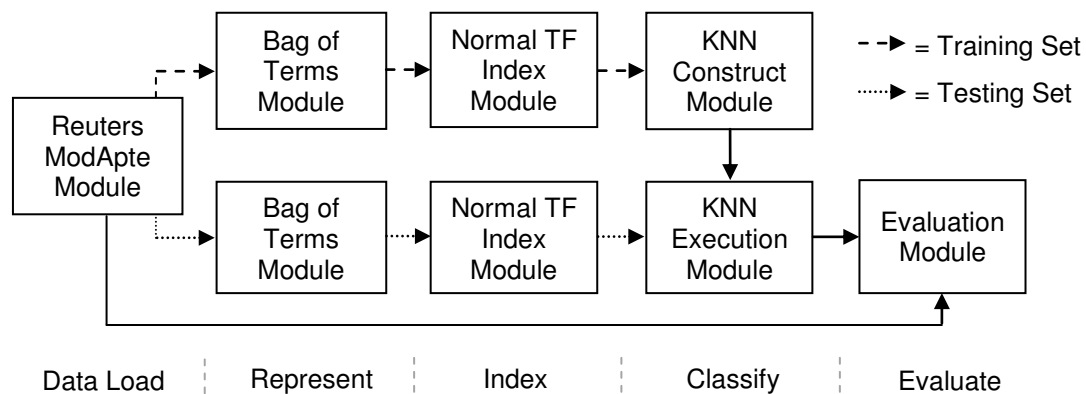 Bag of
Terms
Module
Normal TF
Index
Module
KNN
Construct
Module
= Training Set
= Testing Set
Reuters
ModApte
Module
Bag of
Terms
Module
Normal TF
Index
Module
KNN
Execution
Module
Evaluation
Module
Data Load
Represent
Index
Classify
Evaluate